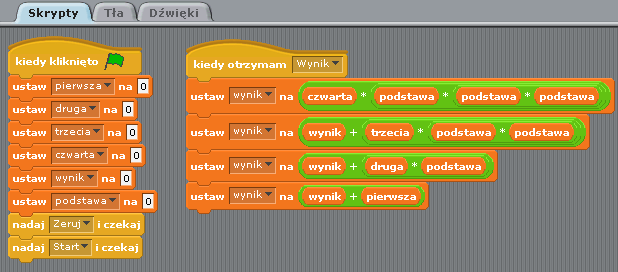 Skrypty Tła Dźwięki
kiedy kliknięto
ustaw pierwsza na 0
ustaw druga na 0
ustaw trzecia na 0
ustaw czwarta na 0
ustaw wynik na 0
ustaw podstawa na 0
nadaj Zeruj i czekaj
nadaj Start i czekaj
kiedy otrzymam Wynik
ustaw wynik na czwarta * podstawa * podstawa * podstawa
ustaw wynik na wynik + trzecia * podstawa * podstawa
ustaw wynik na wynik + druga * podstawa
ustaw wynik na wynik + pierwsza